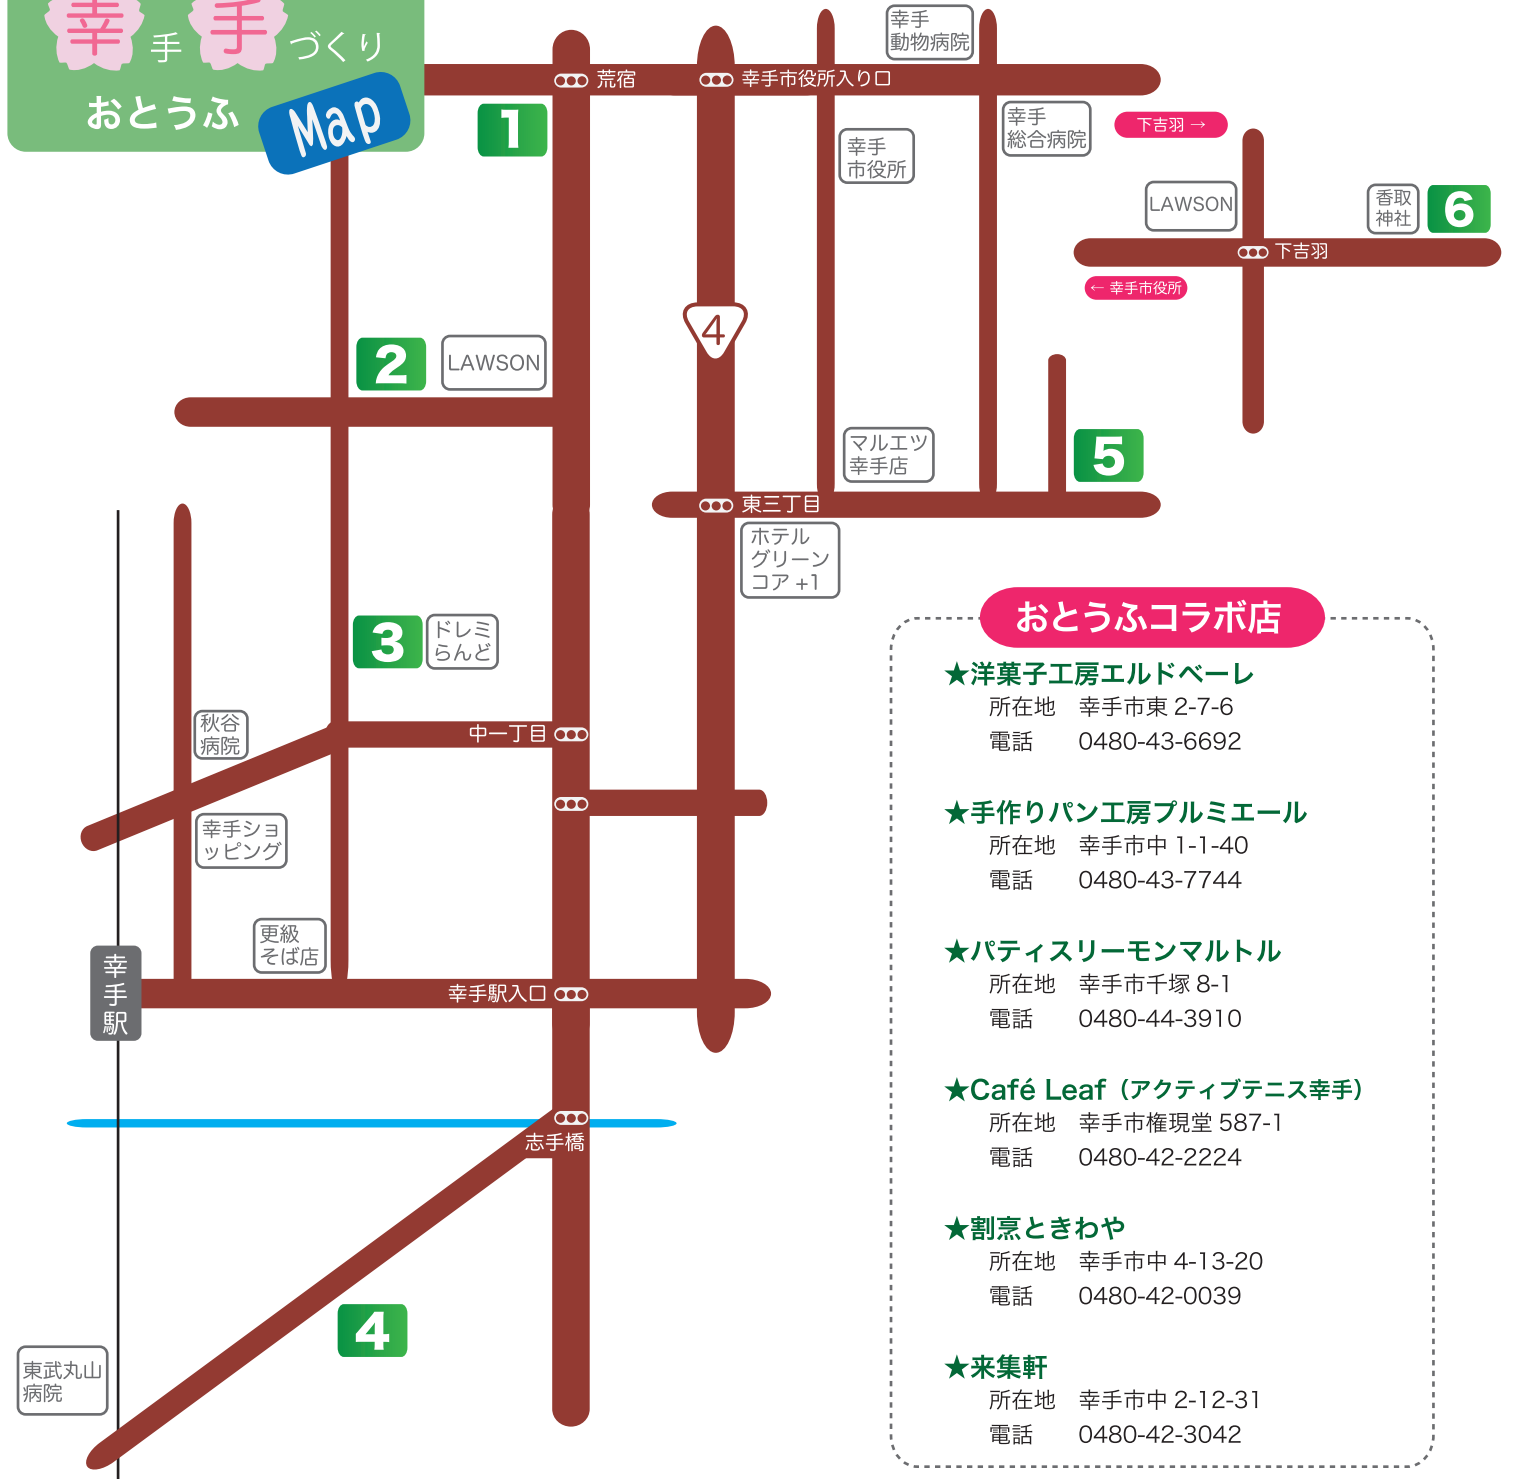 幸手手づくり
おとうふ
Map
荒宿
幸手市役所入り口
幸手
動物病院
1
幸手
市役所
幸手
総合病院
下吉羽 →
LAWSON
香取
神社
6
下吉羽
← 幸手市役所
4
2
LAWSON
マルエツ
幸手店
5
東三丁目
ホテル
グリーン
コア +1
3
ドレミ
らんど
秋谷
病院
中一丁目
幸手ショ
ッピング
更級
そば店
幸手駅
幸手駅入口
志手橋
4
東武丸山
病院
おとうふコラボ店
★洋菓子工房エルドベーレ
所在地 幸手市東 2-7-6
電話 0480-43-6692
★手作りパン工房プルミエール
所在地 幸手市中 1-1-40
電話 0480-43-7744
★パティスリーモンマルトル
所在地 幸手市千塚 8-1
電話 0480-44-3910
★Café Leaf（アクティブテニス幸手）
所在地 幸手市権現堂 587-1
電話 0480-42-2224
★割烹ときわや
所在地 幸手市中 4-13-20
電話 0480-42-0039
★来集軒
所在地 幸手市中 2-12-31
電話 0480-42-3042